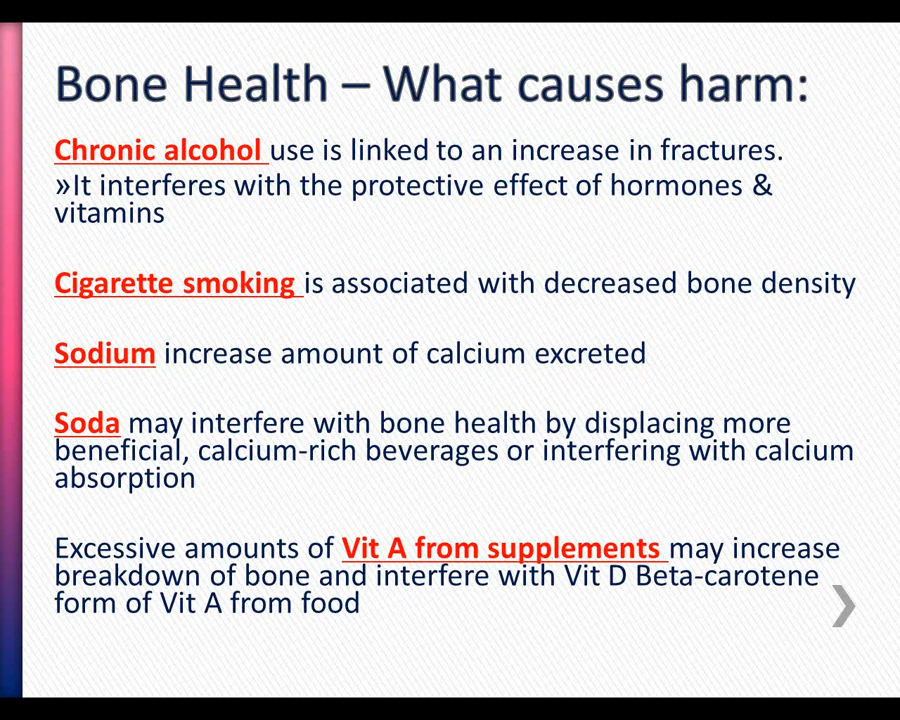 Bone Health – What causes harm:
Chronic alcohol use is linked to an increase in fractures.
»It interferes with the protective effect of hormones &
vitamins
Cigarette smoking is associated with decreased bone density
Sodium increase amount of calcium excreted
Soda may interfere with bone health by displacing more
beneficial, calcium-rich beverages or interfering with calcium
absorption
Excessive amounts of Vit A from supplements may increase
breakdown of bone and interfere with Vit D Beta-carotene
form of Vit A from food